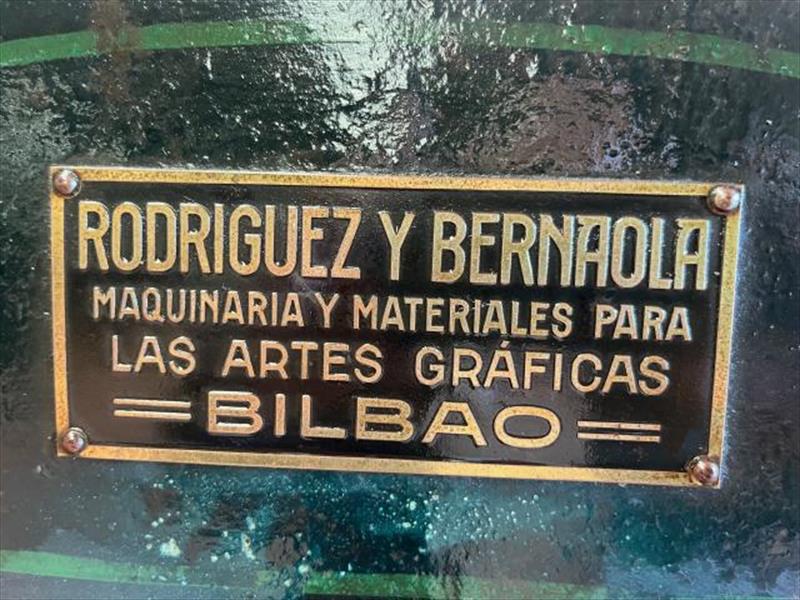 RODRIGUEZ Y BERNAOLA
MAQUINARIA Y MATERIALES PARA
LAS ARTES GRÁFICAS
BILBAO